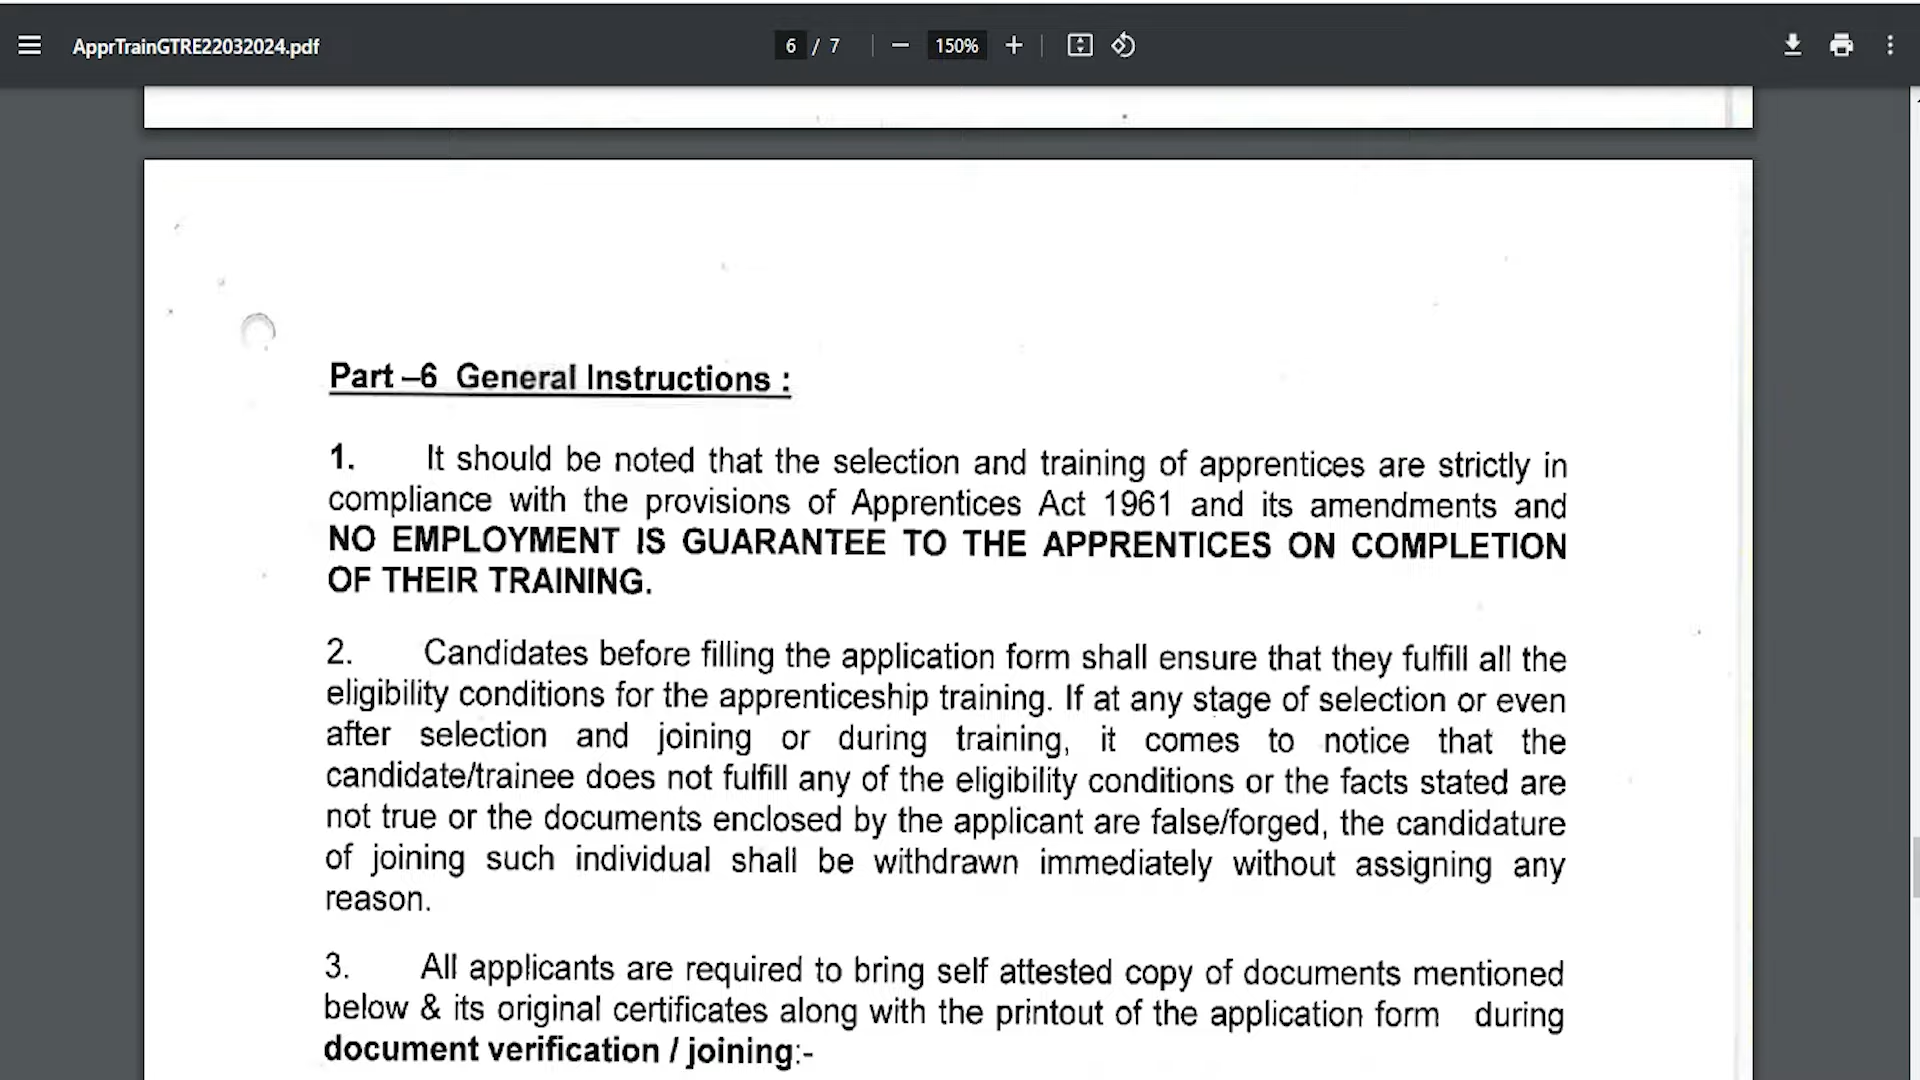 ApprTrainGTRE22032024.pdf
6 / 7
150%
Part –6 General Instructions :
1. It should be noted that the selection and training of apprentices are strictly in
compliance with the provisions of Apprentices Act 1961 and its amendments and
NO EMPLOYMENT IS GUARANTEE TO THE APPRENTICES ON COMPLETION
OF THEIR TRAINING.
2. Candidates before filling the application form shall ensure that they fulfill all the
eligibility conditions for the apprenticeship training. If at any stage of selection or even
after selection and joining or during training, it comes to notice that the
candidate/trainee does not fulfill any of the eligibility conditions or the facts stated are
not true or the documents enclosed by the applicant are false/forged, the candidature
of joining such individual shall be withdrawn immediately without assigning any
reason.
3. All applicants are required to bring self attested copy of documents mentioned
below & its original certificates along with the printout of the application form during
document verification / joining:-